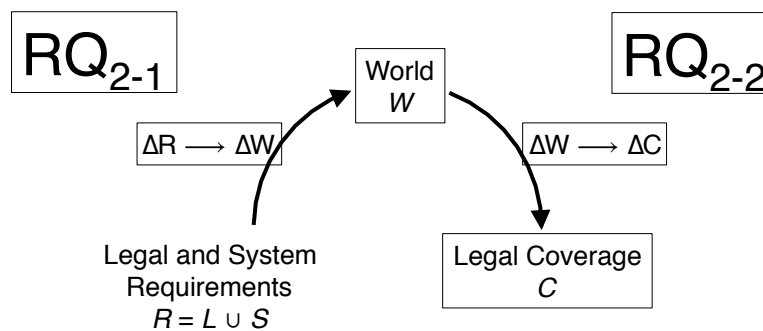 RQ2-1
World
W
RQ2-2
ΔR ⟶ ΔW
ΔW ⟶ ΔC
Legal and System
Requirements
R = L ∪ S
Legal Coverage
C